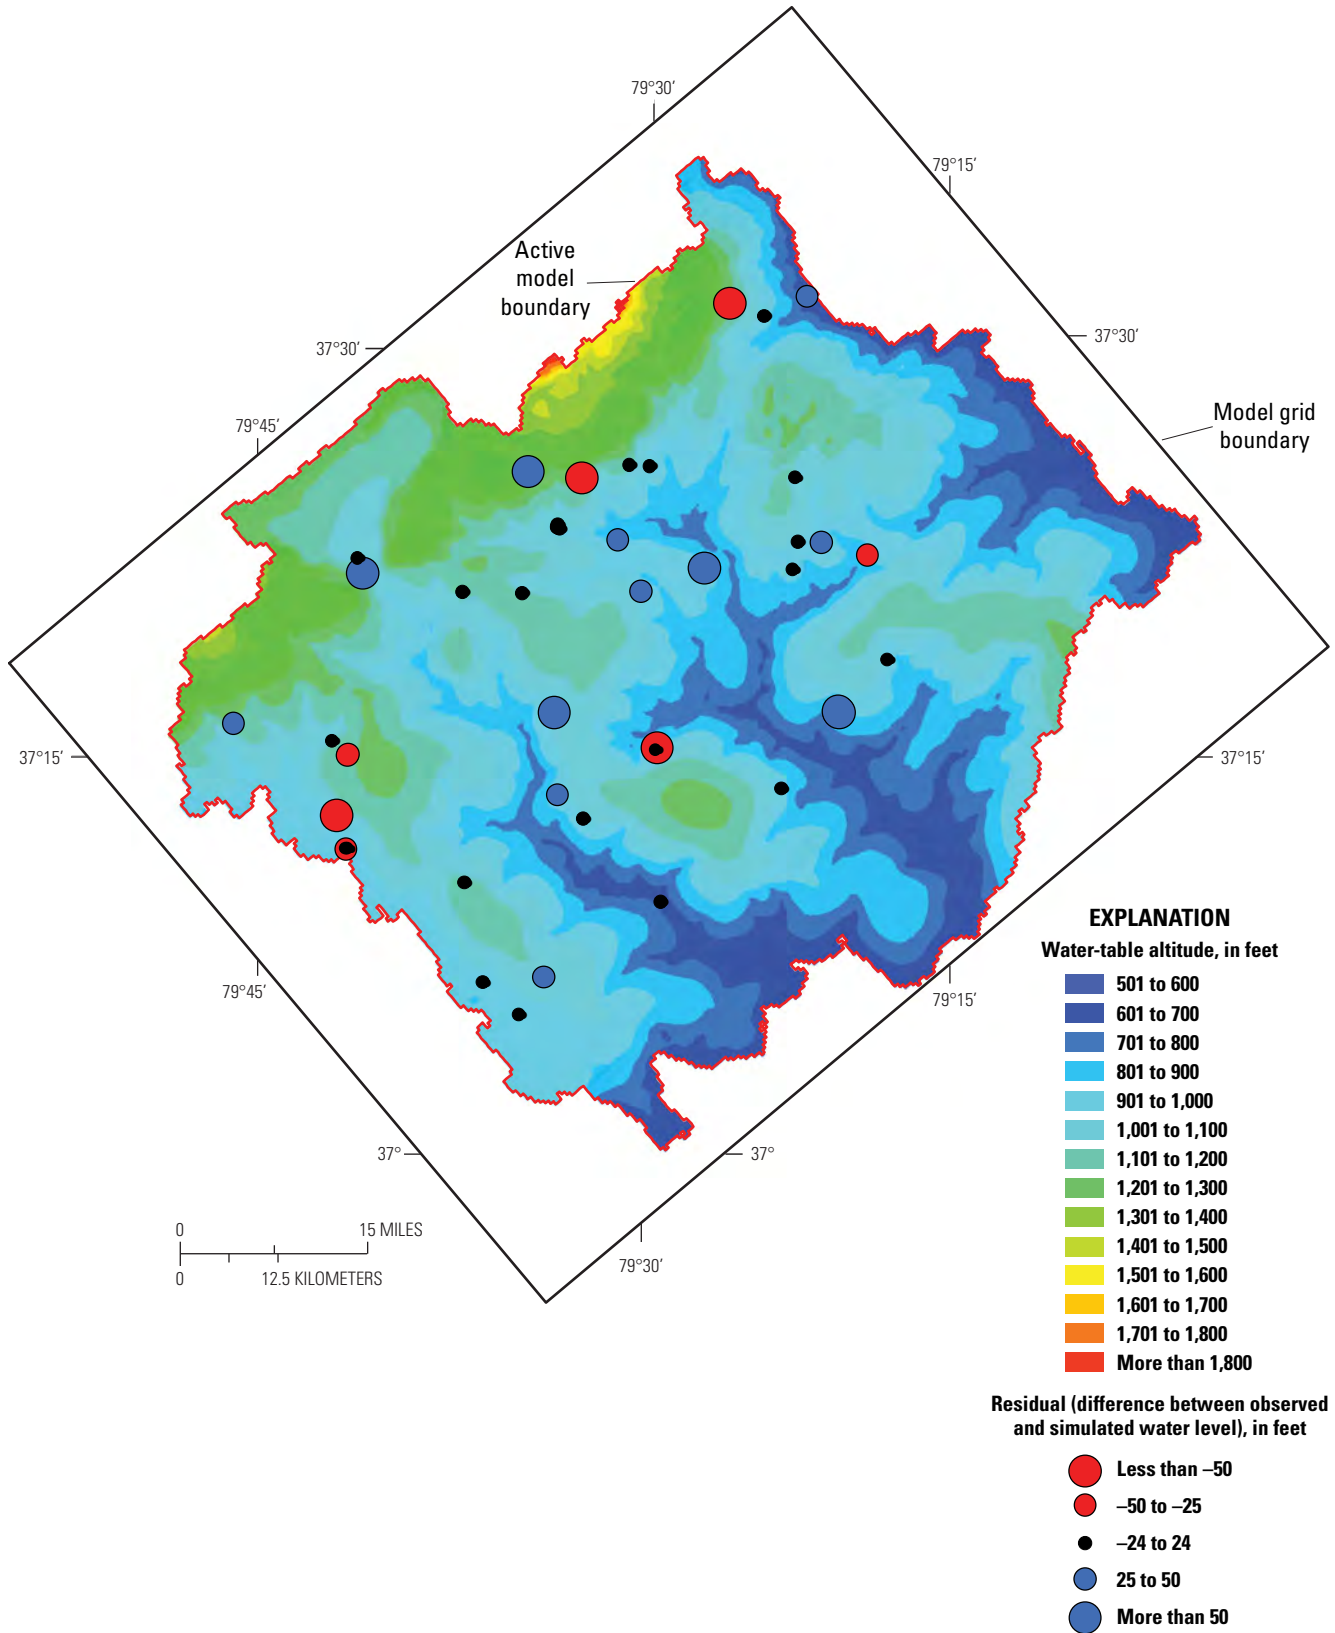 79°30′
79°15′
Active
model
boundary
37°30′
37°30′
Model grid
boundary
79°45′
37°15′
37°15′
EXPLANATION
Water-table altitude, in feet
501 to 600
601 to 700
701 to 800
801 to 900
901 to 1,000
1,001 to 1,100
1,101 to 1,200
1,201 to 1,300
1,301 to 1,400
1,401 to 1,500
1,501 to 1,600
1,601 to 1,700
1,701 to 1,800
More than 1,800
79°45′
79°15′
37°
37°
0 15 MILES
0 12.5 KILOMETERS
79°30′
Residual (difference between observed
and simulated water level), in feet
Less than –50
–50 to –25
–24 to 24
25 to 50
More than 50